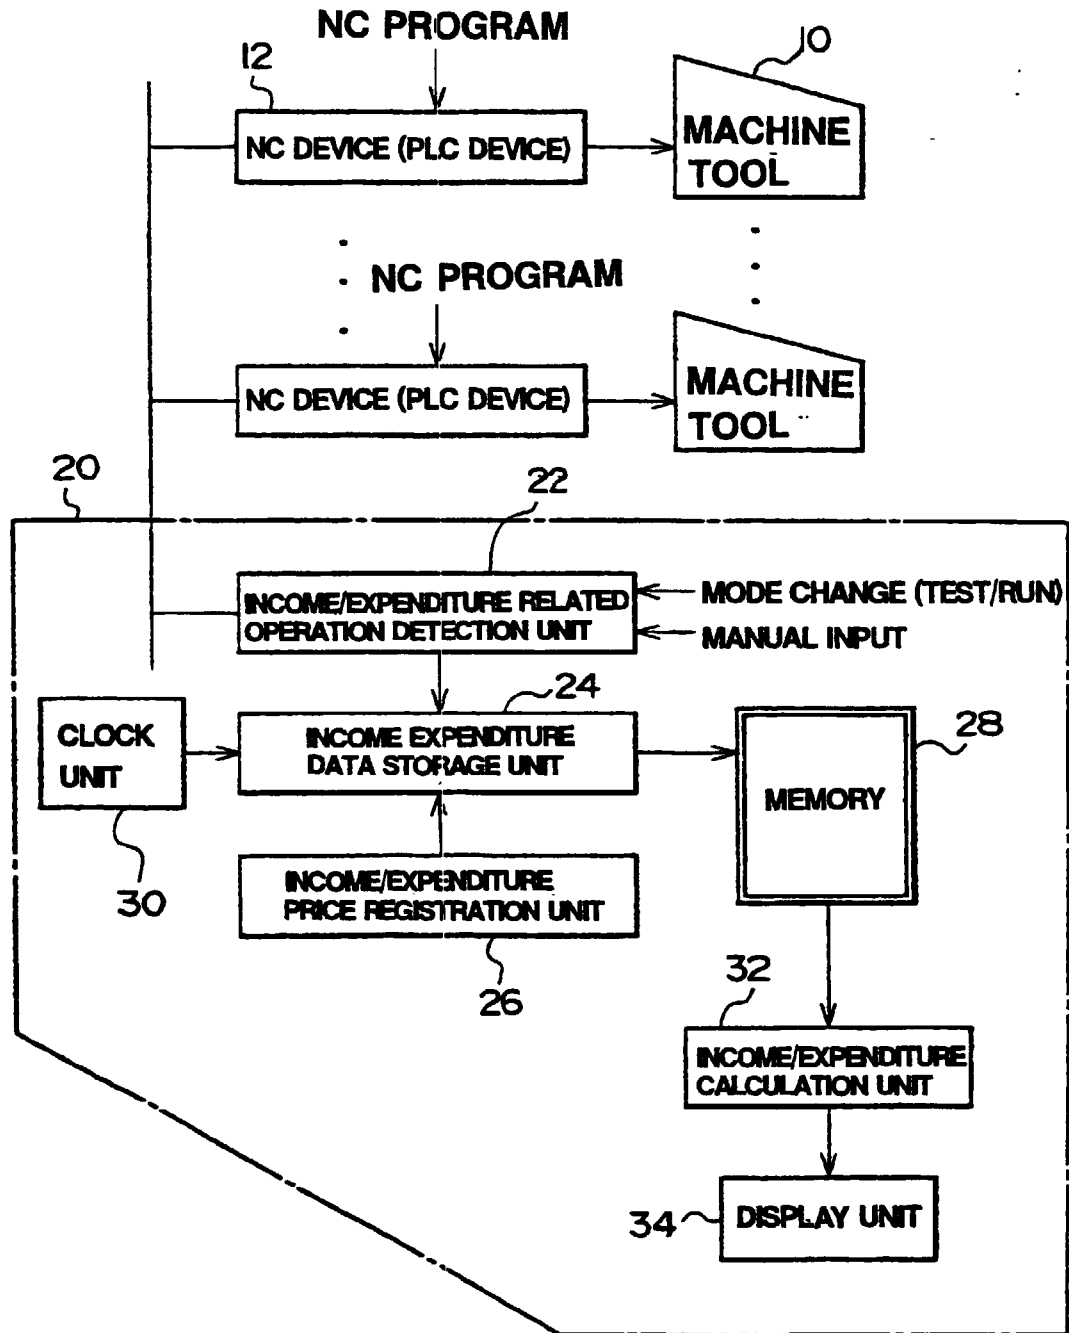 NC PROGRAM
12
10
NC DEVICE (PLC DEVICE)
MACHINE
TOOL
NC PROGRAM
NC DEVICE (PLC DEVICE)
MACHINE
TOOL
20
22
INCOME/EXPENDITURE RELATED
OPERATION DETECTION UNIT
MODE CHANGE (TEST/RUN)
MANUAL INPUT
24
CLOCK
UNIT
30
INCOME EXPENDITURE
DATA STORAGE UNIT
28
MEMORY
INCOME/EXPENDITURE
PRICE REGISTRATION UNIT
26
32
INCOME/EXPENDITURE
CALCULATION UNIT
34
DISPLAY UNIT